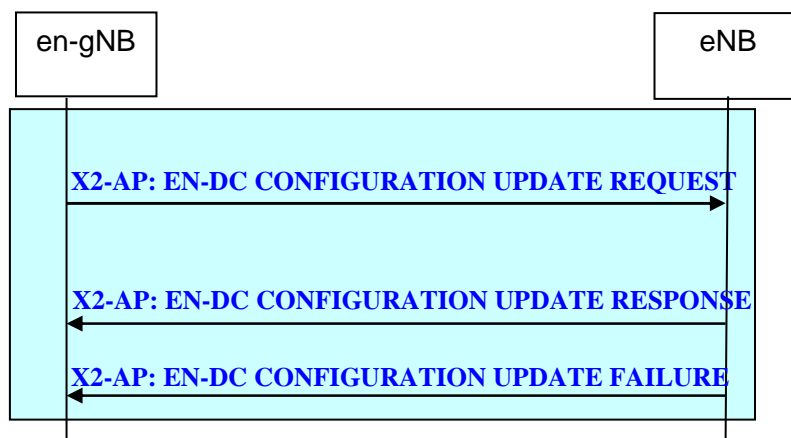 en-gNB
eNB
X2-AP: EN-DC CONFIGURATION UPDATE REQUEST
X2-AP: EN-DC CONFIGURATION UPDATE RESPONSE
X2-AP: EN-DC CONFIGURATION UPDATE FAILURE